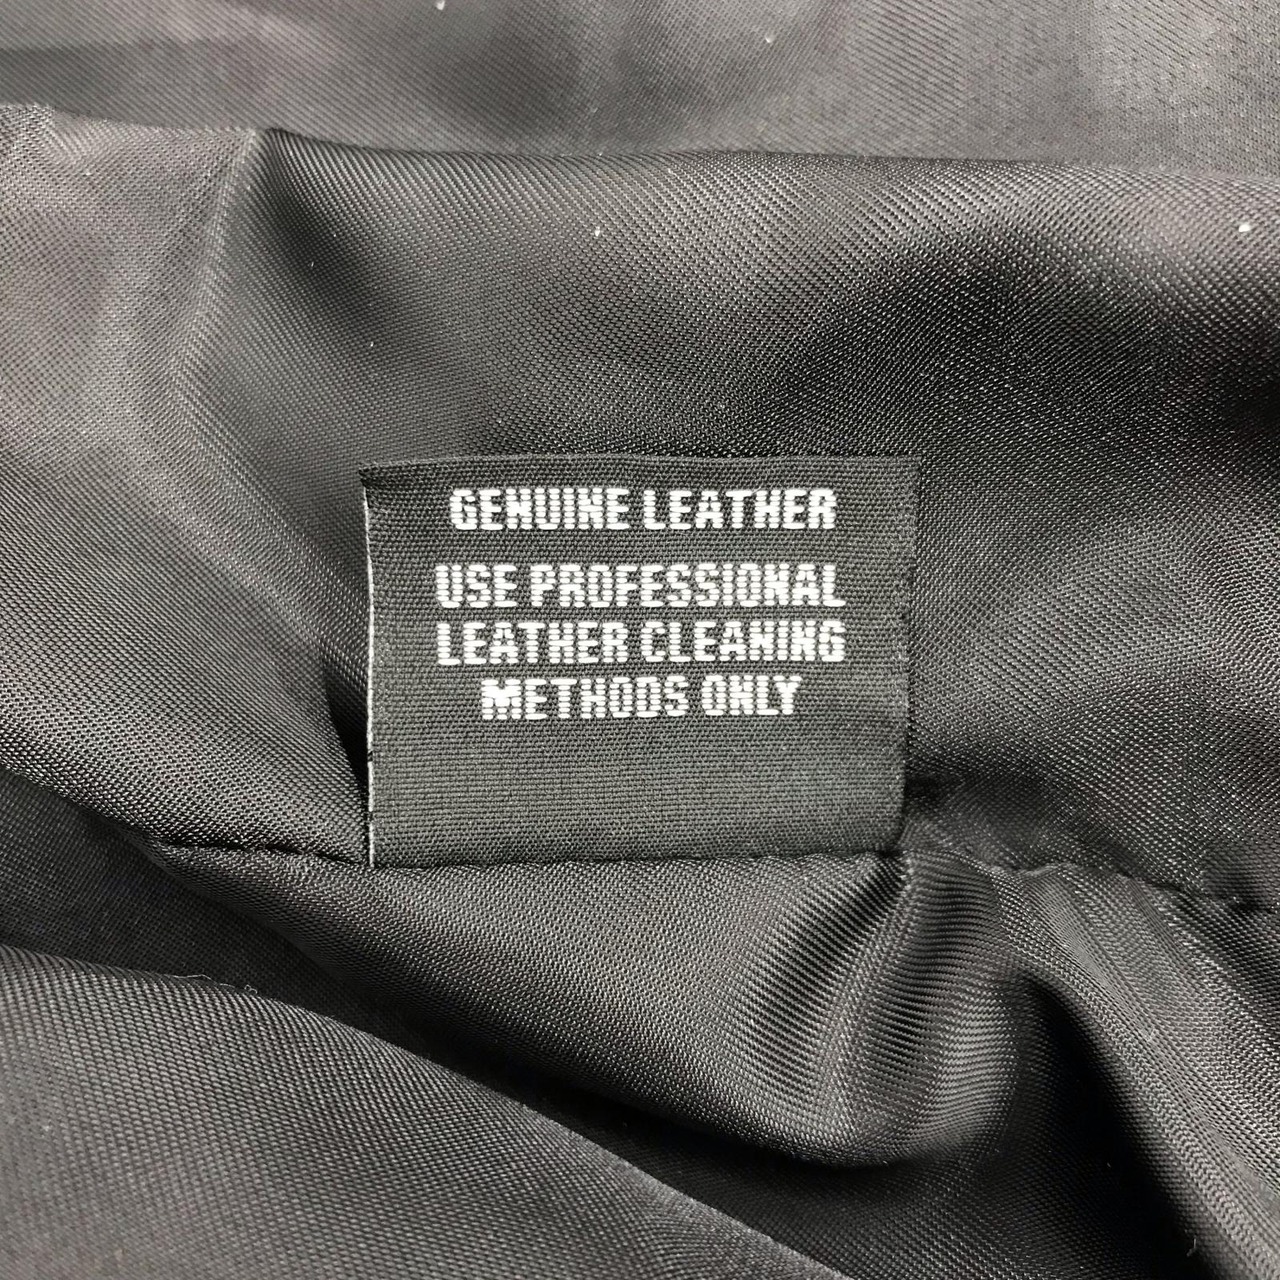 GENUINE LEATHER
USE PROFESSIONAL
LEATHER CLEANING
METHODS ONLY